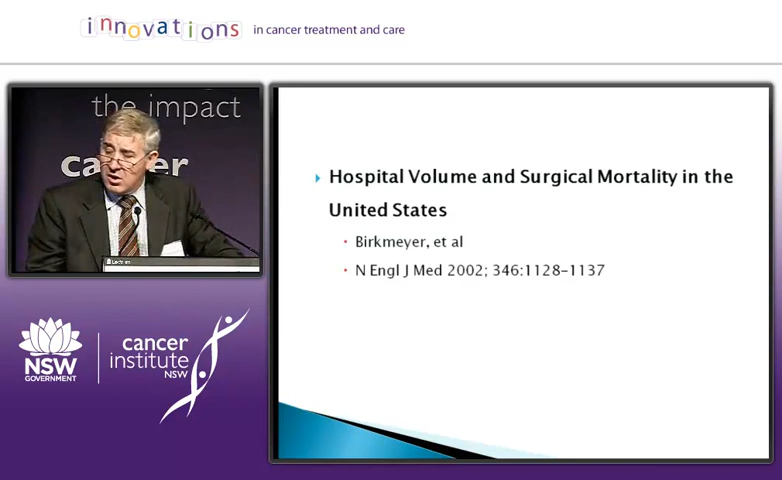 innovations in cancer treatment and care
the impact
cancer
Hospital Volume and Surgical Mortality in the
United States
Birkmeyer, et al
N Engl J Med 2002; 346:1128-1137
NSW
GOVERNMENT
cancer
institute
NSW